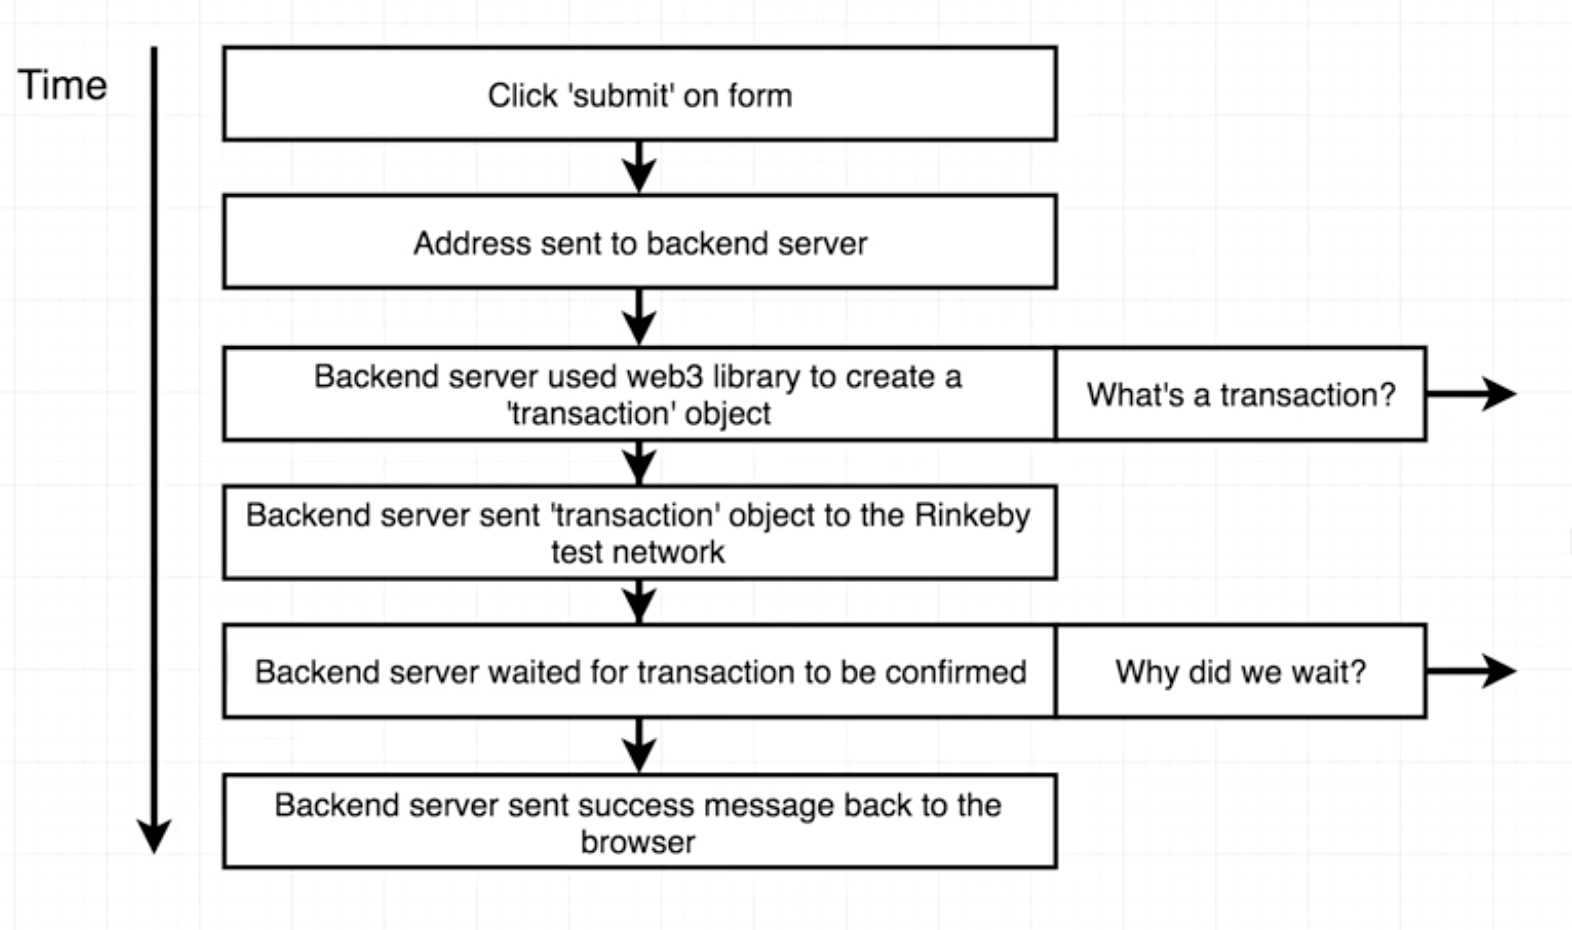 Time
Click 'submit' on form
Address sent to backend server
Backend server used web3 library to create a
'transaction' object
What's a transaction?
Backend server sent 'transaction' object to the Rinkeby
test network
Backend server waited for transaction to be confirmed
Why did we wait?
Backend server sent success message back to the
browser